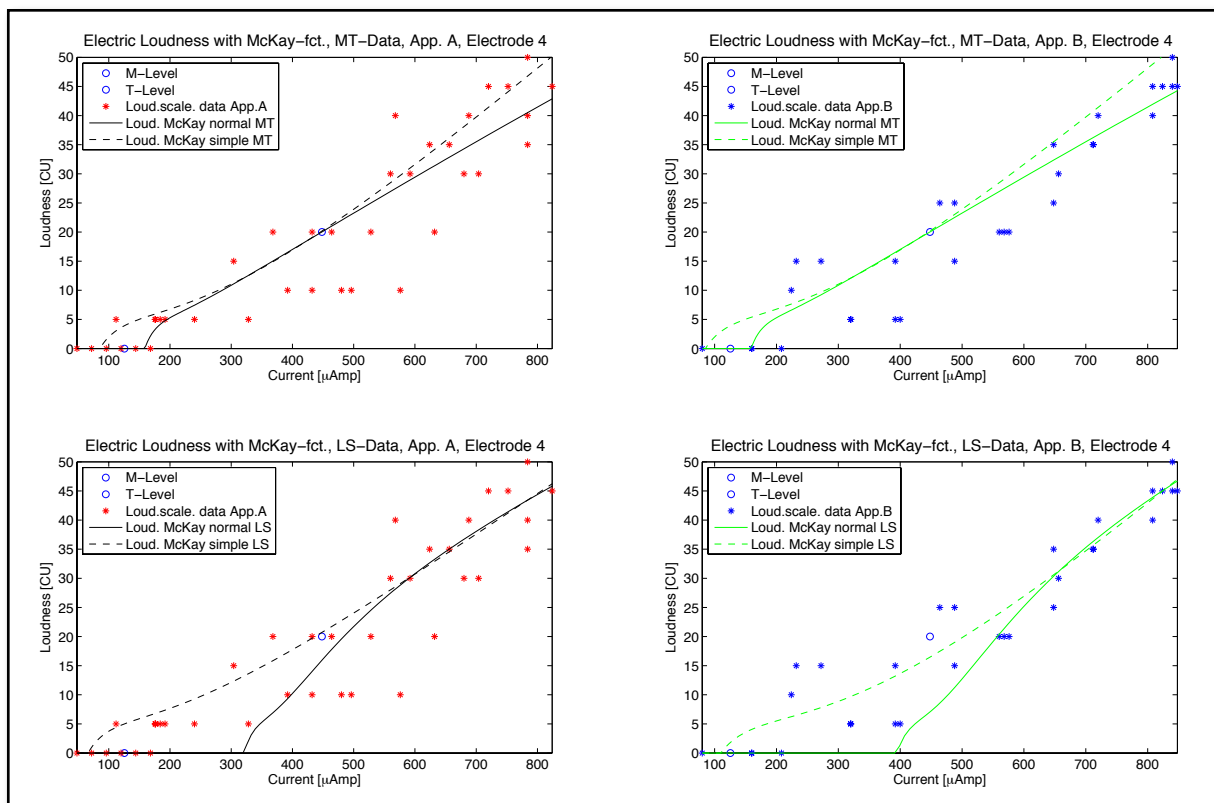 Electric Loudness with McKay−fct., MT−Data, App. A, Electrode 4
50
45
40
35
30
25
20
15
10
5
0
Loudness [CU]
M−Level
T−Level
Loud.scale. data App.A
Loud. McKay normal MT
Loud. McKay simple MT
100 200 300 400 500 600 700 800
Current [μAmp]
Electric Loudness with McKay−fct., MT−Data, App. B, Electrode 4
50
45
40
35
30
25
20
15
10
5
0
Loudness [CU]
M−Level
T−Level
Loud.scale. data App.B
Loud. McKay normal MT
Loud. McKay simple MT
100 200 300 400 500 600 700 800
Current [μAmp]
Electric Loudness with McKay−fct., LS−Data, App. A, Electrode 4
50
45
40
35
30
25
20
15
10
5
0
Loudness [CU]
M−Level
T−Level
Loud.scale. data App.A
Loud. McKay normal LS
Loud. McKay simple LS
100 200 300 400 500 600 700 800
Current [μAmp]
Electric Loudness with McKay−fct., LS−Data, App. B, Electrode 4
50
45
40
35
30
25
20
15
10
5
0
Loudness [CU]
M−Level
T−Level
Loud.scale. data App.B
Loud. McKay normal LS
Loud. McKay simple LS
100 200 300 400 500 600 700 800
Current [μAmp]